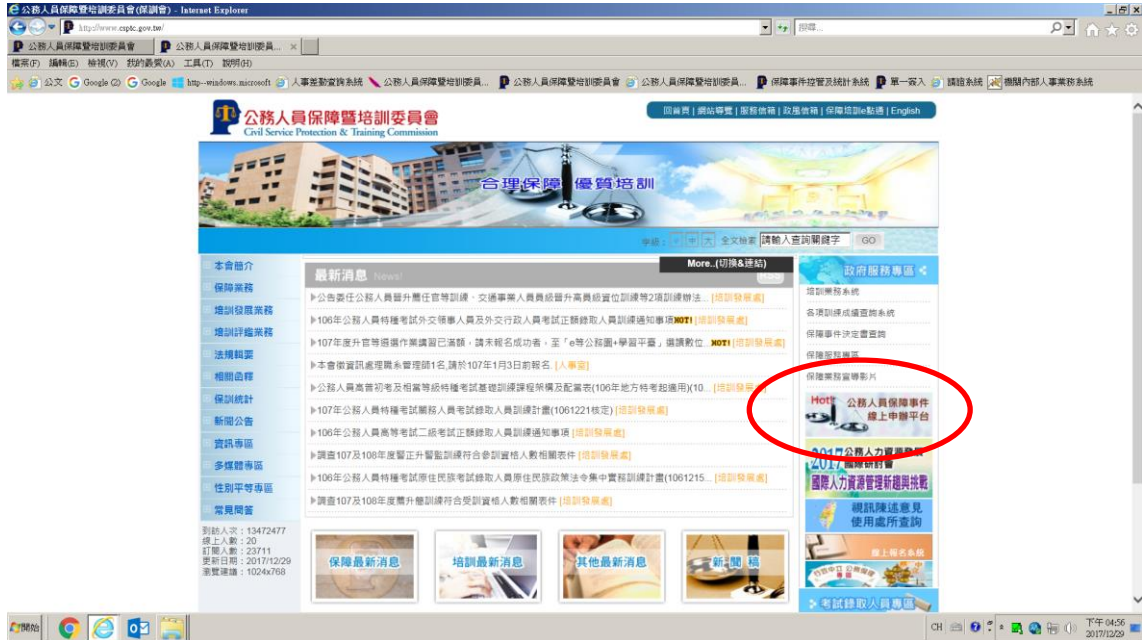 公務人員保障暨培訓委員會(保訓會) - Internet Explorer
http://www.csptc.gov.tw/
搜尋...
公務人員保障暨培訓委員會
公務人員保障暨培訓委員...
檔案(F) 編輯(E) 檢視(V) 我的最愛(A) 工具(T) 說明(H)
公文 Google (2) Google http--windows.microsoft 人事差勤查詢系統 公務人員保障暨培訓委員... 公務人員保障暨培訓委員會 公務人員保障暨培訓委員... 保障事件控管及統計系統 單一簽入 機關內部人事業務系統
公務人員保障暨培訓委員會
Civil Service Protection & Training Commission
回首頁 | 網站導覽 | 服務信箱 | 政風信箱 | 保障培訓e點通 | English
合理保障 優質培訓
字級： 小 中 大 全文檢索 請輸入查詢關鍵字 GO
More..(切換&連結)
本會簡介
保障業務
培訓發展業務
培訓評鑑業務
法規輯要
相關函釋
保訓統計
新聞公告
資訊專區
多媒體專區
性別平等專區
常見問答
到訪人次：13472477
線上人數：20
訂閱人數：23711
更新日期：2017/12/29
瀏覽建議：1024x768
最新消息 News/
RSS
公告委任公務人員晉升薦任官等訓練、交通事業人員員級晉升高員級資位訓練等2項訓練辦法... [培訓發展處]
106年公務人員特種考試外交領事人員及外交行政人員考試正額錄取人員訓練通知事項HOT! [培訓發展處]
107年度升官等選個作業講習已滿額，請未報名成功者，至「e等公務園+學習平臺」選讀數位...HOT! [培訓發展處]
本會徵資訊處理職系管理師1名,請於107年1月3日前報名. [人事室]
公務人員高普初考及相當等級特種考試基礎訓練課程架構及配當表(106年地方特考起適用)(10... [培訓發展處]
107年公務人員特種考試關務人員考試錄取人員訓練計畫(1061221核定) [培訓發展處]
106年公務人員高等考試二級考試正額錄取人員訓練通知事項 [培訓發展處]
調查107及108年度警正升警監訓練符合參訓資格人數相關表件 [培訓發展處]
106年公務人員特種考試原住民族考試錄取人員原住民族政策法令集中實務訓練計畫(1061215... [培訓發展處]
調查107及108年度薦升簡訓練符合受訓資格人數相關表件 [培訓發展處]
保障最新消息
培訓最新消息
其他最新消息
新聞稿
政府服務專區
培訓業務系統
各項訓練成績查詢系統
保障事件決定書查詢
保障服務專區
保障業務宣導影片
Hot!! 公務人員保障事件
線上申辦平台
2017公務人力資源發展
國際研討會
國際人力資源管理新趨與挑戰
視訊陳述意見
使用處所查詢
線上報名系統
行政中立 公務保障
考試錄取人員專區
開始
CH
下午 04:56
2017/12/29